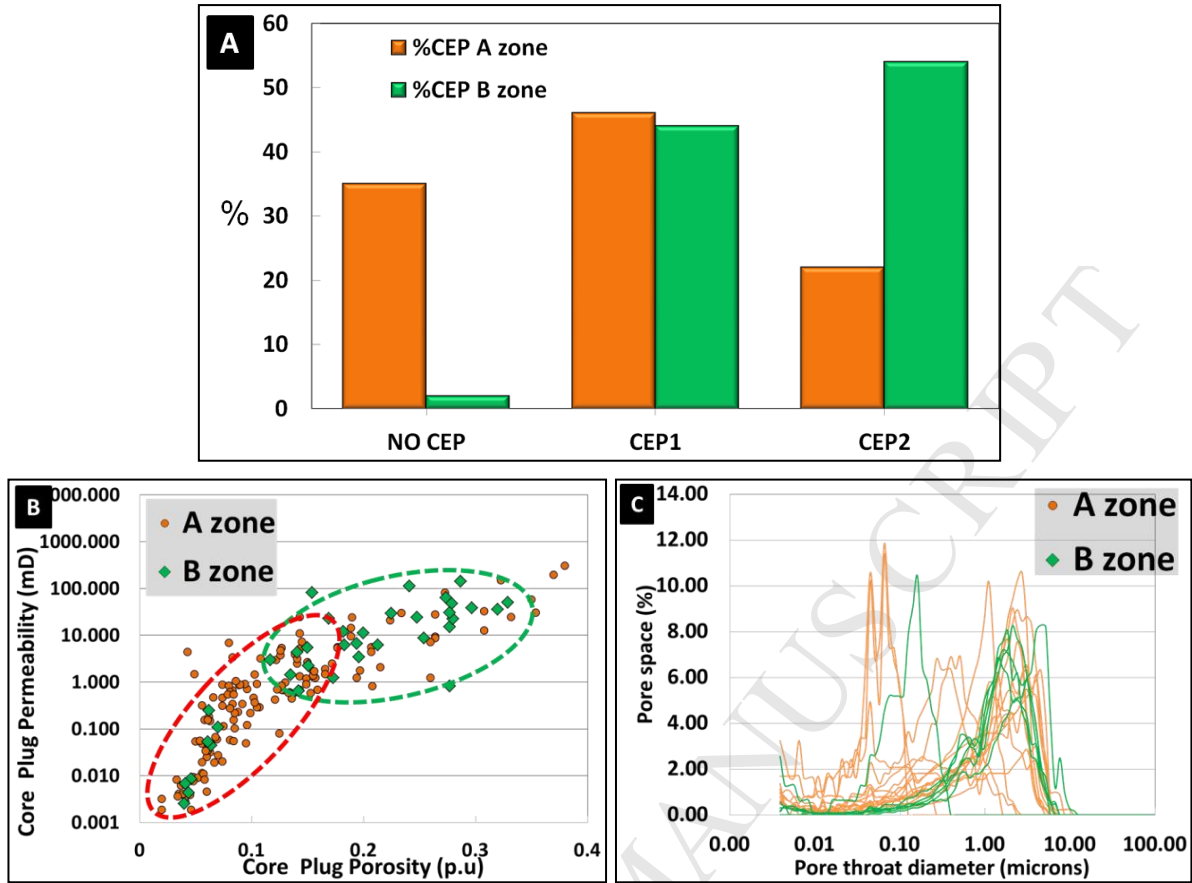 A
60
50
40
30
20
10
0
%
%CEP A zone
%CEP B zone
NO CEP CEP1 CEP2
B
Core Plug Permeability (mD)
0000.000
1000.000
100.000
10.000
1.000
0.100
0.010
0.001
A zone
B zone
0 0.1 0.2 0.3 0.4
Core Plug Porosity (p.u)
C
Pore space (%)
14.00
12.00
10.00
8.00
6.00
4.00
2.00
0.00
A zone
B zone
0.00 0.01 0.10 1.00 10.00 100.00
Pore throat diameter (microns)
MANUSCRIPT